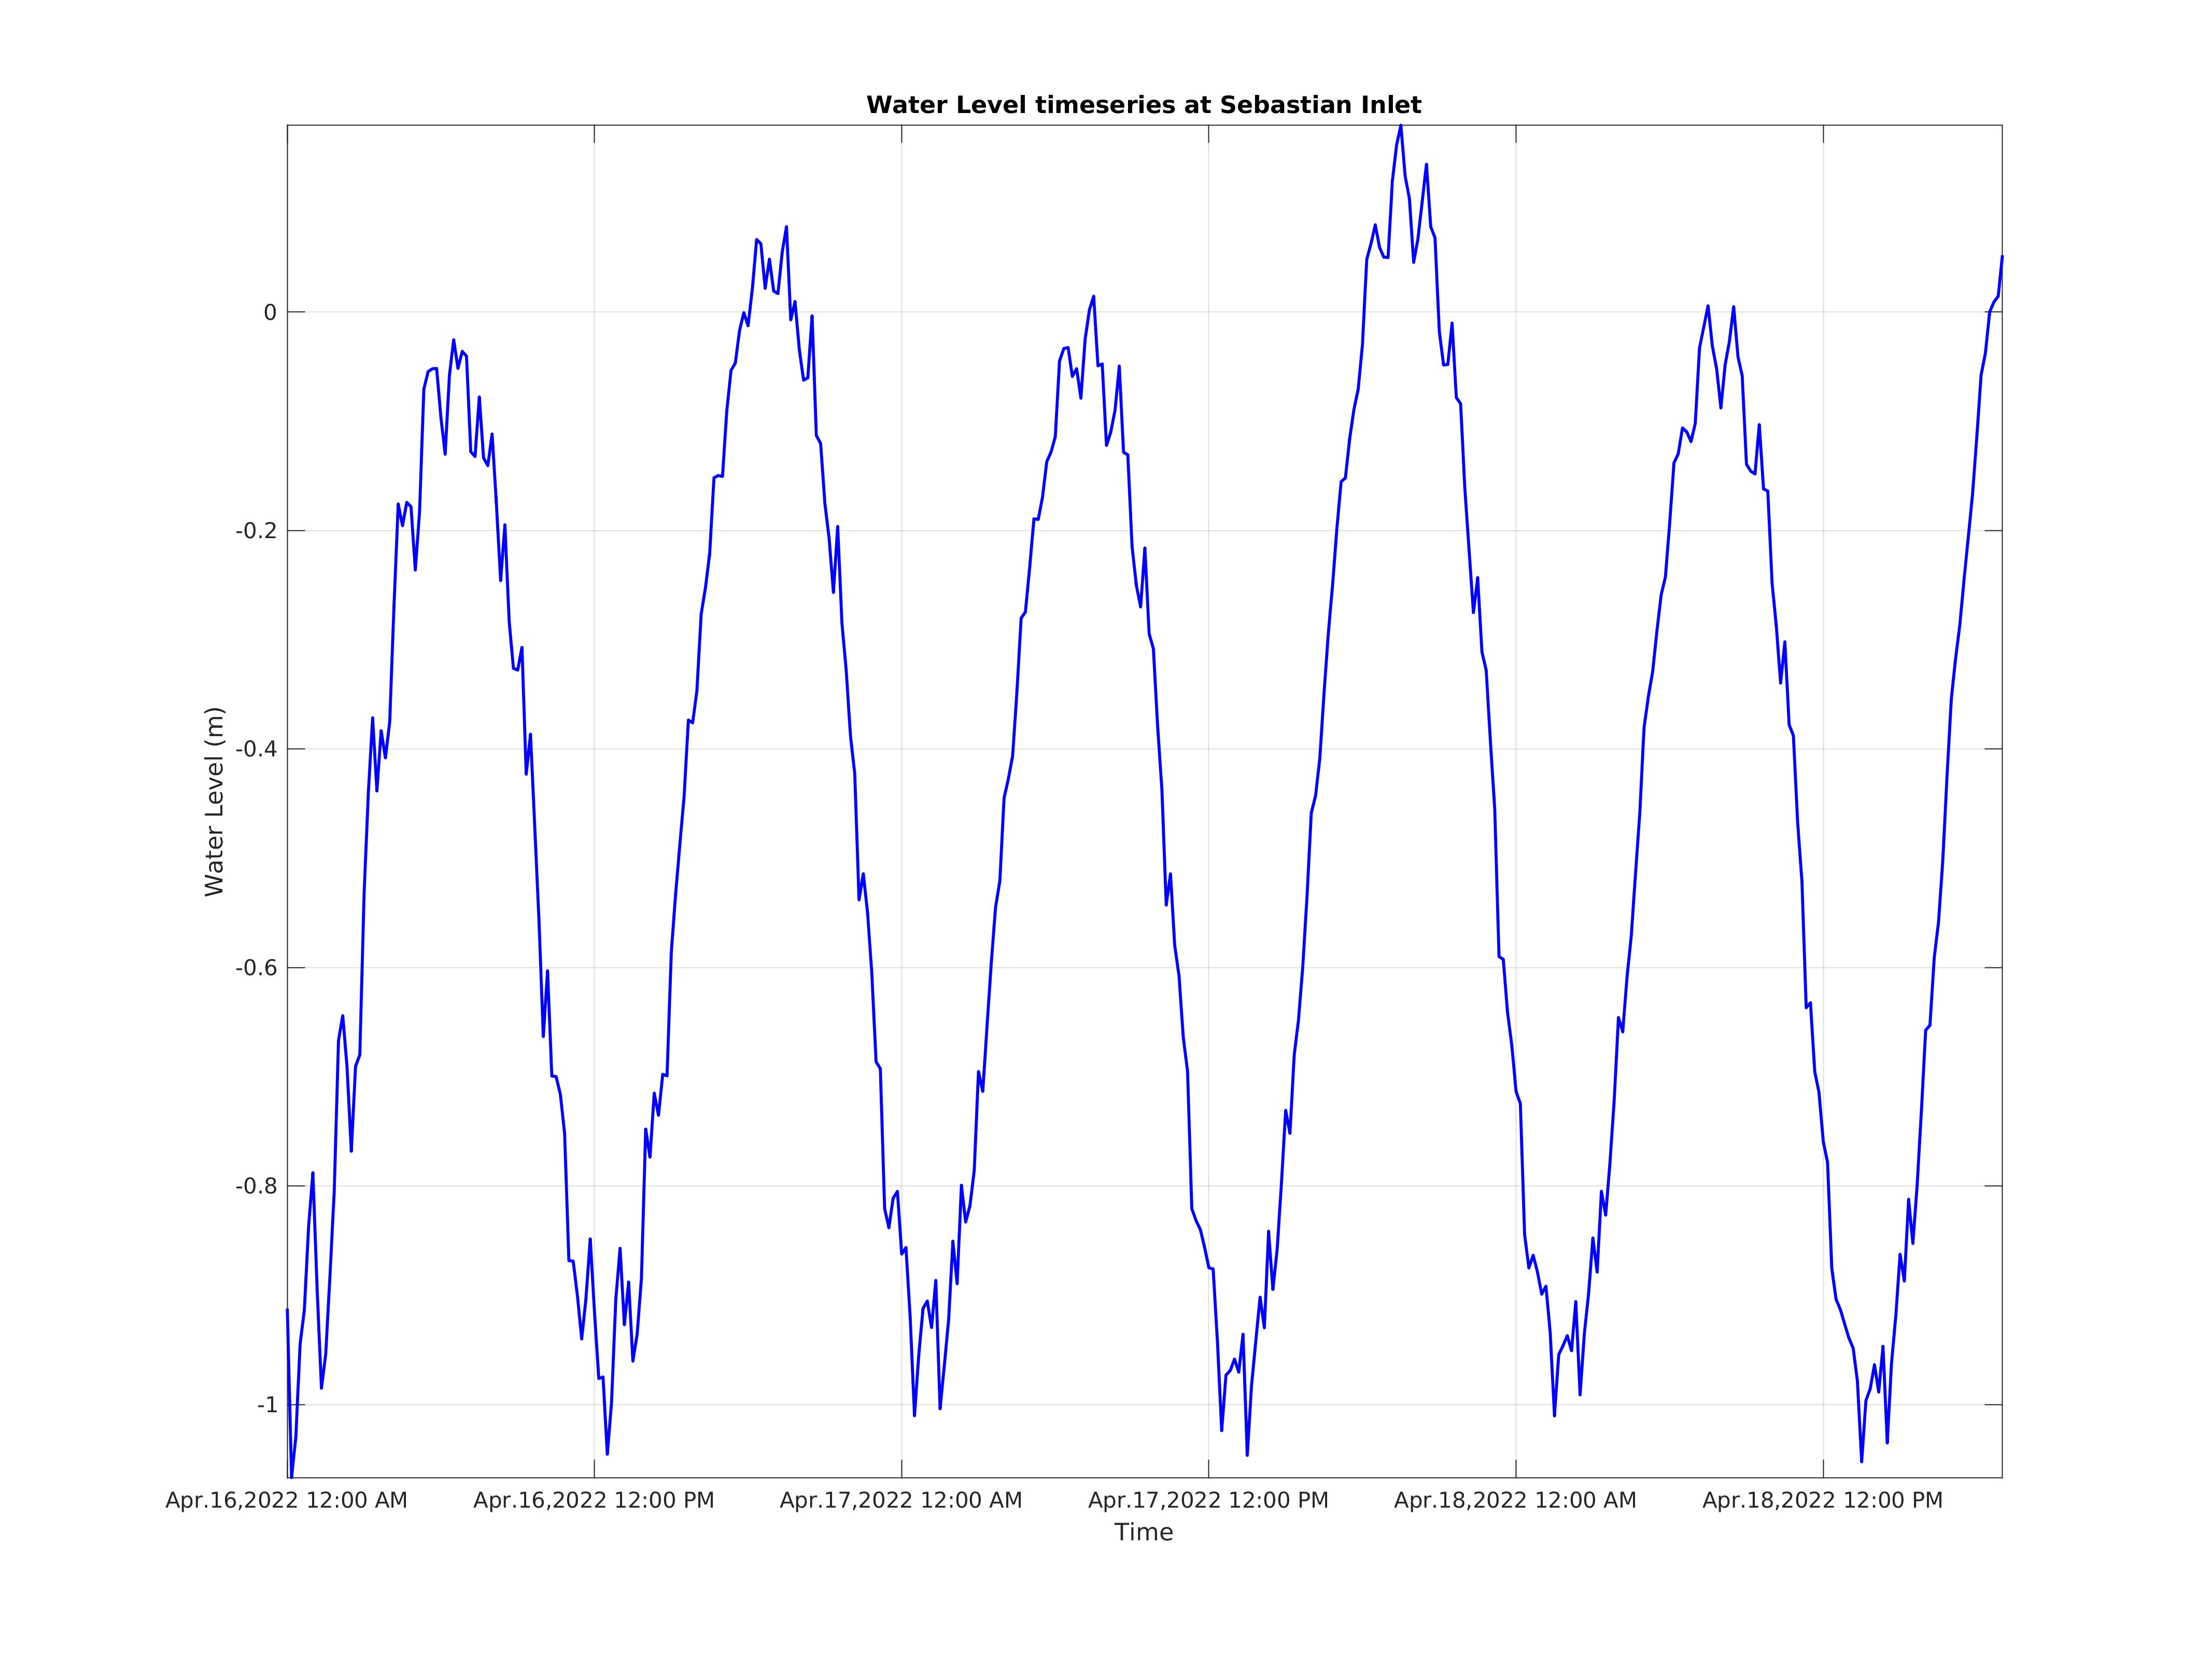 Water Level timeseries at Sebastian Inlet
0
-0.2
-0.4
-0.6
-0.8
-1
Water Level (m)
Apr.16,2022 12:00 AM
Apr.16,2022 12:00 PM
Apr.17,2022 12:00 AM
Apr.17,2022 12:00 PM
Apr.18,2022 12:00 AM
Apr.18,2022 12:00 PM
Time